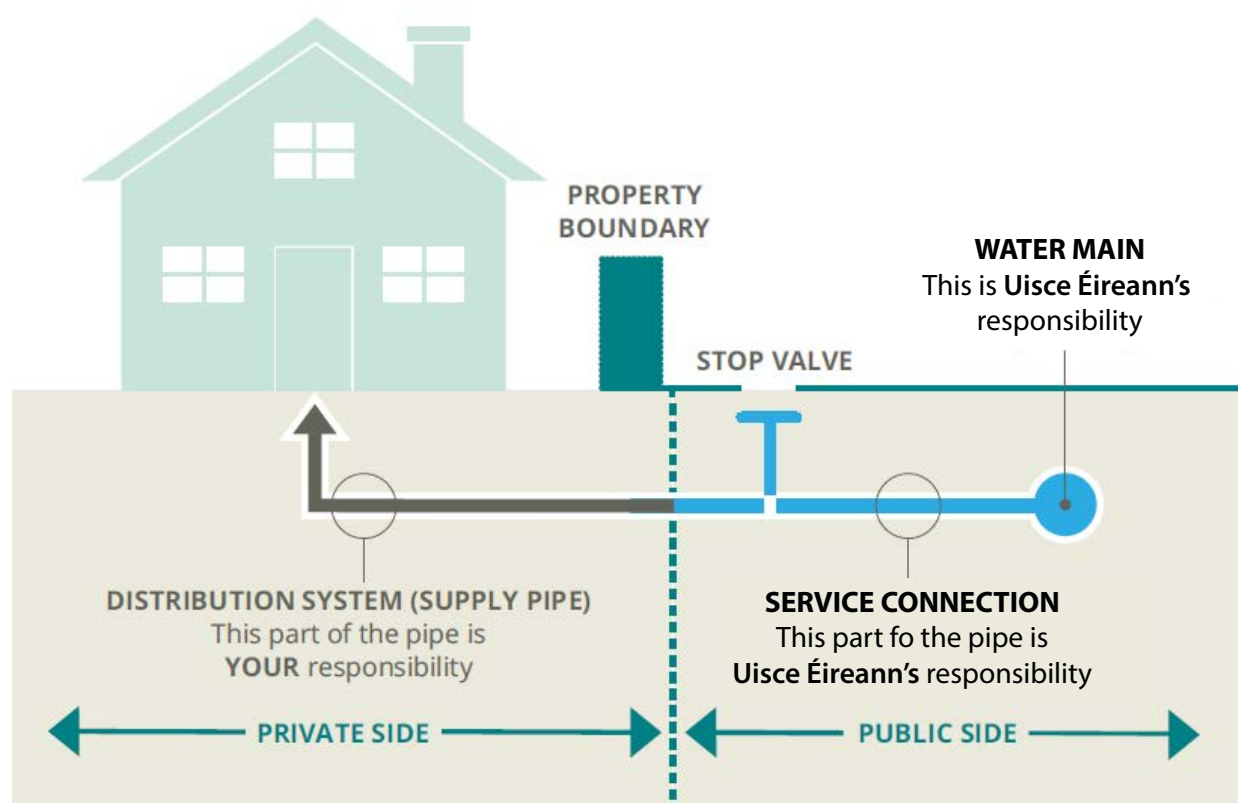 PROPERTY
BOUNDARY
WATER MAIN
This is Uisce Éireann’s
responsibility
STOP VALVE
DISTRIBUTION SYSTEM (SUPPLY PIPE)
This part of the pipe is
YOUR responsibility
SERVICE CONNECTION
This part fo the pipe is
Uisce Éireann’s responsibility
PRIVATE SIDE
PUBLIC SIDE